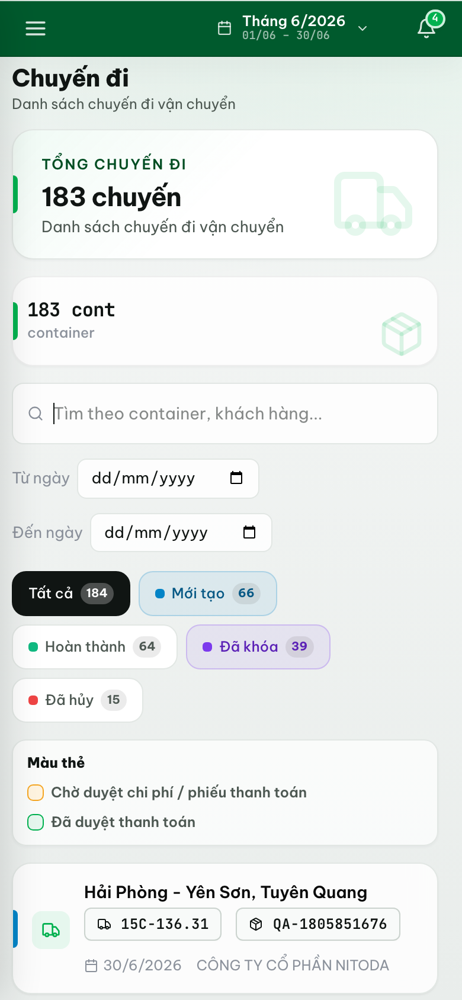 Tháng 6/2026
01/06 – 30/06
4
Chuyến đi
Danh sách chuyến đi vận chuyển
TỔNG CHUYẾN ĐI
183 chuyến
Danh sách chuyến đi vận chuyển
183 cont
container
Tìm theo container, khách hàng...
Từ ngày dd/mm/yyyy
Đến ngày dd/mm/yyyy
Tất cả 184 Mới tạo 66
Hoàn thành 64 Đã khóa 39
Đã hủy 15
Màu thẻ
Chờ duyệt chi phí / phiếu thanh toán
Đã duyệt thanh toán
Hải Phòng - Yên Sơn, Tuyên Quang
15C-136.31 QA-1805851676
30/6/2026 CÔNG TY CỔ PHẦN NITODA